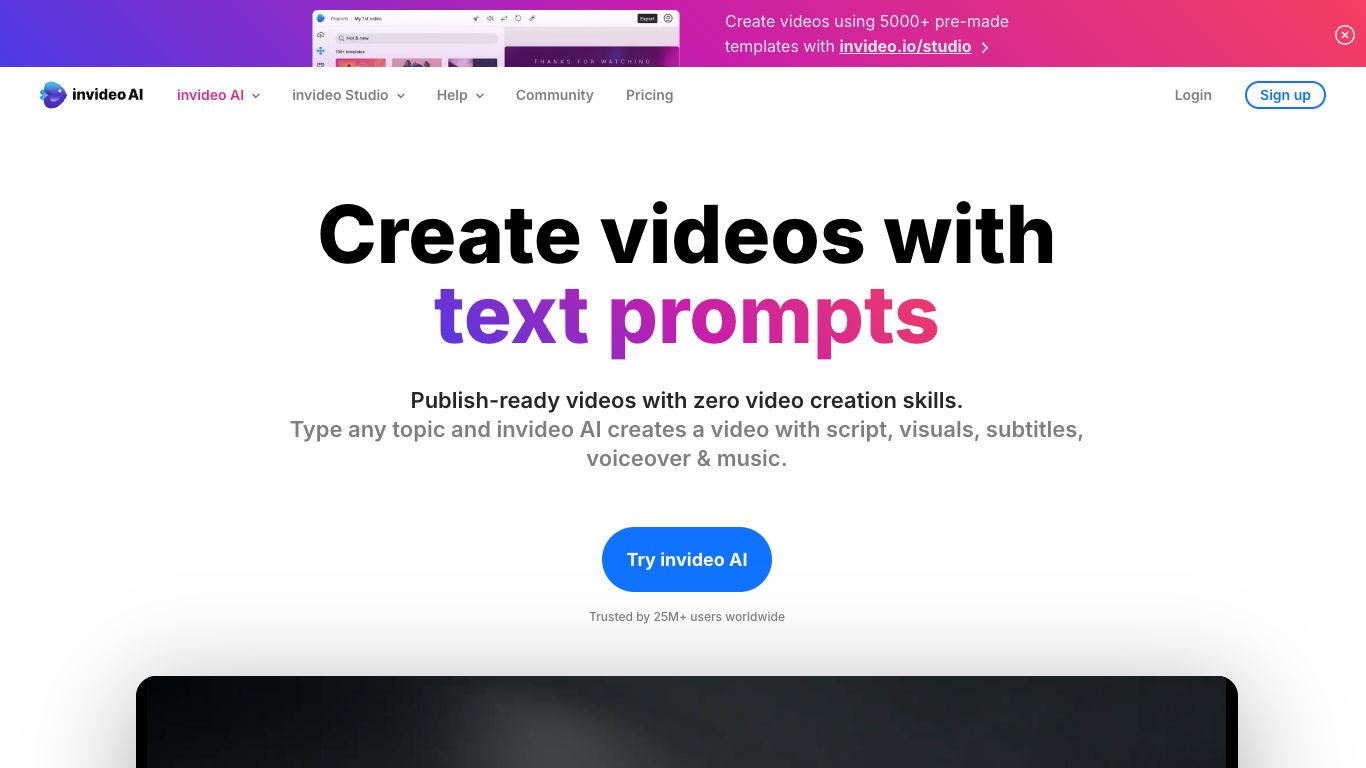 Projects
My 1st video
Export
Hot & new
100+ templates
THANKS FOR WATCHING
Create videos using 5000+ pre-made
templates with invideo.io/studio
invideo AI
invideo AI
invideo Studio
Help
Community
Pricing
Login
Sign up
Create videos with
text prompts
Publish-ready videos with zero video creation skills.
Type any topic and invideo AI creates a video with script, visuals, subtitles,
voiceover & music.
Try invideo AI
Trusted by 25M+ users worldwide